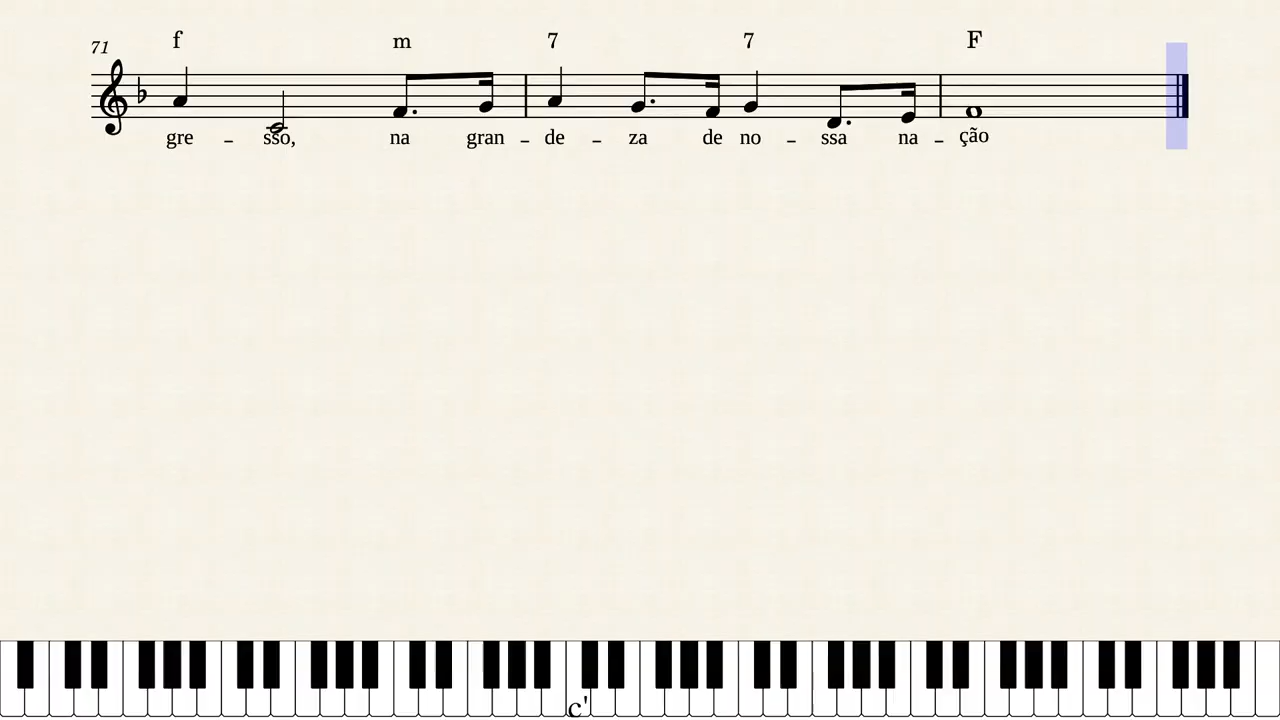 71 f m 7 7 F
gre – sso, na gran – de – za de no – ssa na – ção
c'